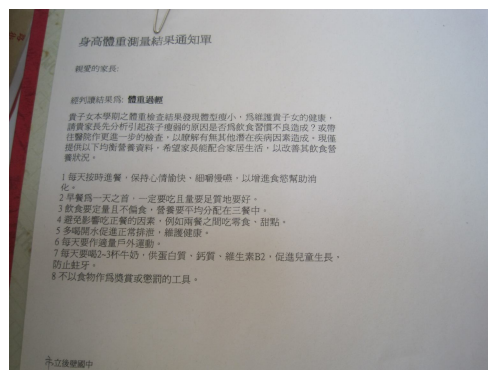 身高體重測量結果通知單
親愛的家長:
經判讀結果為: 體重過輕
貴子女本學期之體重檢查結果發現體型瘦小，為維護貴子女的健康，
請貴家長先分析引起孩子瘦弱的原因是否為飲食習慣不良造成？或帶
往醫院作更進一步的檢查，以瞭解有無其他潛在疾病因素造成。現僅
提供以下均衡營養資料，希望家長能配合家居生活，以改善其飲食營
養狀況。
1 每天按時進餐，保持心情愉快，細嚼慢嚥，以增進食慾幫助消
化。
2 早餐為一天之首，一定要吃且量要足質地要好。
3 飲食要定量且不偏食，營養要平均分配在三餐中。
4 避免影響吃正餐的因素，例如兩餐之間吃零食、甜點。
5 多喝開水促進正常排泄，維護健康。
6 每天要作適量戶外運動。
7 每天要喝2~3杯牛奶，供蛋白質、鈣質、維生素B2，促進兒童生長，
防止蛀牙。
8 不以食物作為獎賞或懲罰的工具。
市立後壁國中